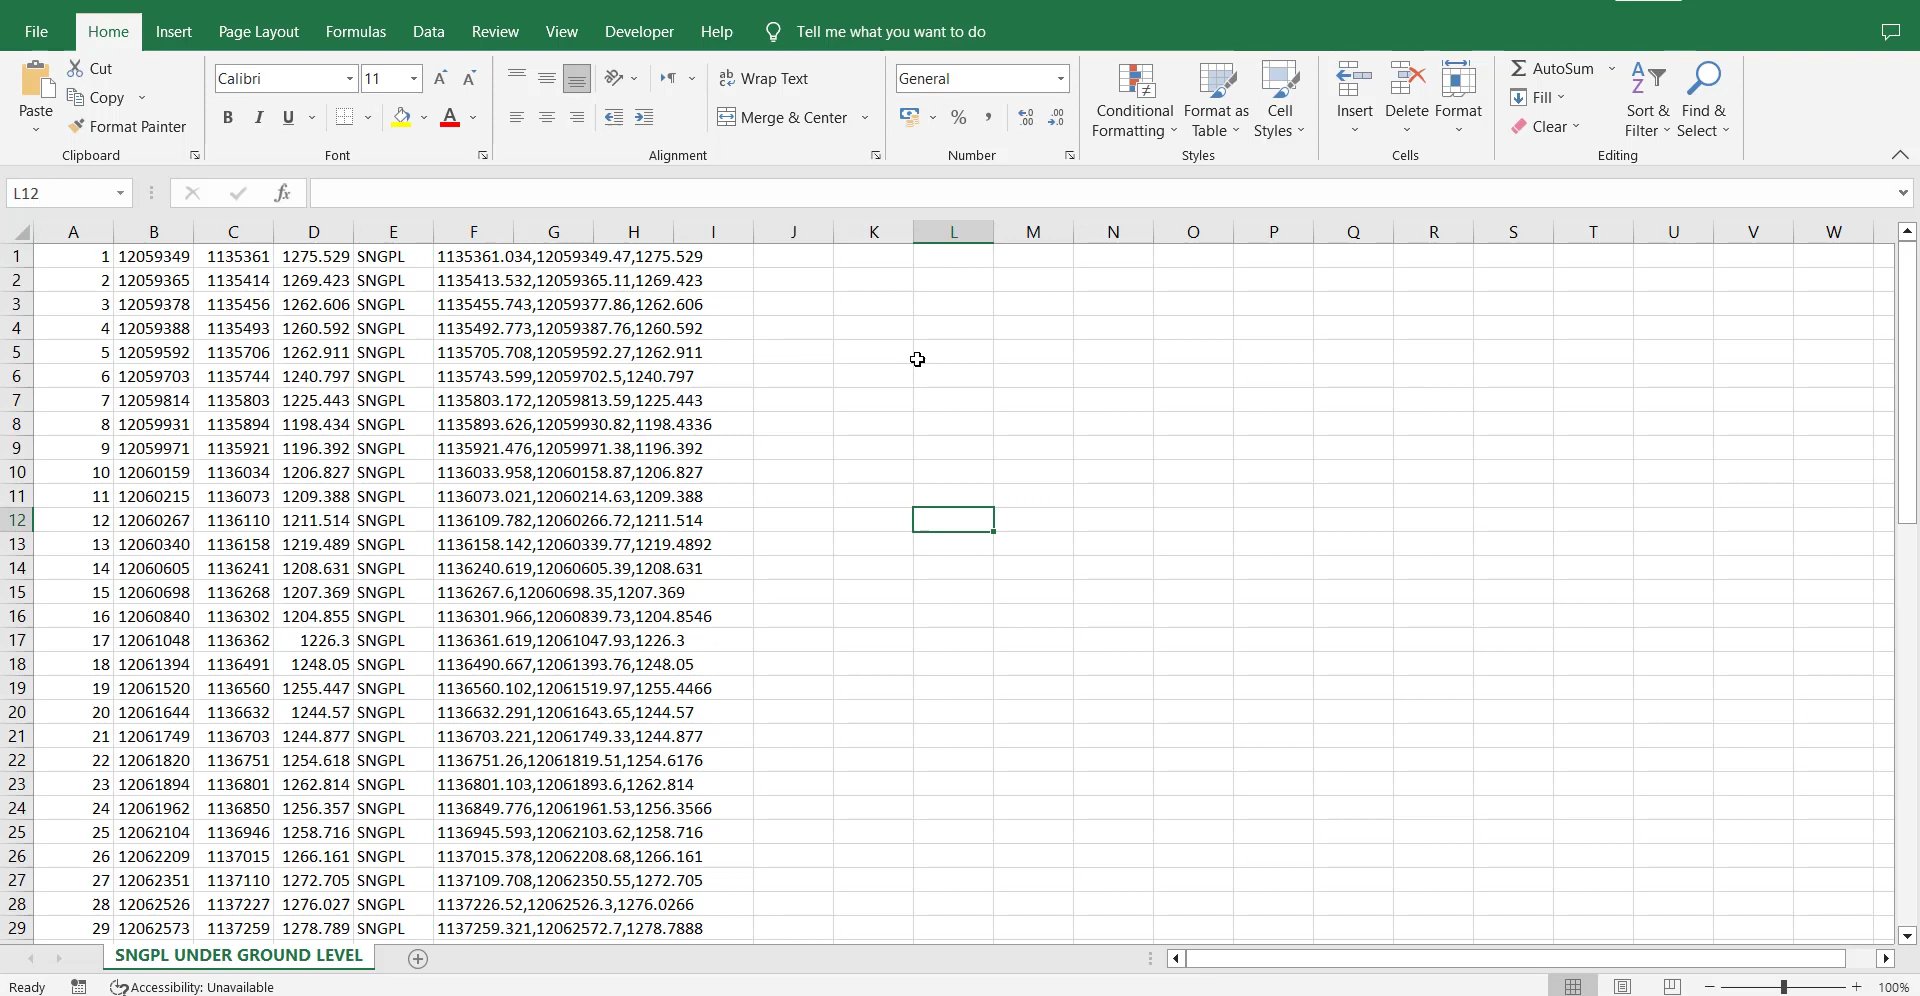 File Home Insert Page Layout Formulas Data Review View Developer Help Tell me what you want to do
Paste Cut Copy Format Painter
Clipboard
Calibri 11 A A
B I U A
Font
Wrap Text
Merge & Center
Alignment
General
% ,
Number
Conditional Formatting Format as Table Cell Styles
Styles
Insert Delete Format
Cells
AutoSum
Fill
Clear
Sort & Filter Find & Select
Editing
L12 fx
A B C D E F G H I J K L M N O P Q R S T U V W
1 1 12059349 1135361 1275.529 SNGPL 1135361.034,12059349.47,1275.529
2 2 12059365 1135414 1269.423 SNGPL 1135413.532,12059365.11,1269.423
3 3 12059378 1135456 1262.606 SNGPL 1135455.743,12059377.86,1262.606
4 4 12059388 1135493 1260.592 SNGPL 1135492.773,12059387.76,1260.592
5 5 12059592 1135706 1262.911 SNGPL 1135705.708,12059592.27,1262.911
6 6 12059703 1135744 1240.797 SNGPL 1135743.599,12059702.5,1240.797
7 7 12059814 1135803 1225.443 SNGPL 1135803.172,12059813.59,1225.443
8 8 12059931 1135894 1198.434 SNGPL 1135893.626,12059930.82,1198.4336
9 9 12059971 1135921 1196.392 SNGPL 1135921.476,12059971.38,1196.392
10 10 12060159 1136034 1206.827 SNGPL 1136033.958,12060158.87,1206.827
11 11 12060215 1136073 1209.388 SNGPL 1136073.021,12060214.63,1209.388
12 12 12060267 1136110 1211.514 SNGPL 1136109.782,12060266.72,1211.514
13 13 12060340 1136158 1219.489 SNGPL 1136158.142,12060339.77,1219.4892
14 14 12060605 1136241 1208.631 SNGPL 1136240.619,12060605.39,1208.631
15 15 12060698 1136268 1207.369 SNGPL 1136267.6,12060698.35,1207.369
16 16 12060840 1136302 1204.855 SNGPL 1136301.966,12060839.73,1204.8546
17 17 12061048 1136362 1226.3 SNGPL 1136361.619,12061047.93,1226.3
18 18 12061394 1136491 1248.05 SNGPL 1136490.667,12061393.76,1248.05
19 19 12061520 1136560 1255.447 SNGPL 1136560.102,12061519.97,1255.4466
20 20 12061644 1136632 1244.57 SNGPL 1136632.291,12061643.65,1244.57
21 21 12061749 1136703 1244.877 SNGPL 1136703.221,12061749.33,1244.877
22 22 12061820 1136751 1254.618 SNGPL 1136751.26,12061819.51,1254.6176
23 23 12061894 1136801 1262.814 SNGPL 1136801.103,12061893.6,1262.814
24 24 12061962 1136850 1256.357 SNGPL 1136849.776,12061961.53,1256.3566
25 25 12062104 1136946 1258.716 SNGPL 1136945.593,12062103.62,1258.716
26 26 12062209 1137015 1266.161 SNGPL 1137015.378,12062208.68,1266.161
27 27 12062351 1137110 1272.705 SNGPL 1137109.708,12062350.55,1272.705
28 28 12062526 1137227 1276.027 SNGPL 1137226.52,12062526.3,1276.0266
29 29 12062573 1137259 1278.789 SNGPL 1137259.321,12062572.7,1278.7888
SNGPL UNDER GROUND LEVEL
Ready Accessibility: Unavailable 100%